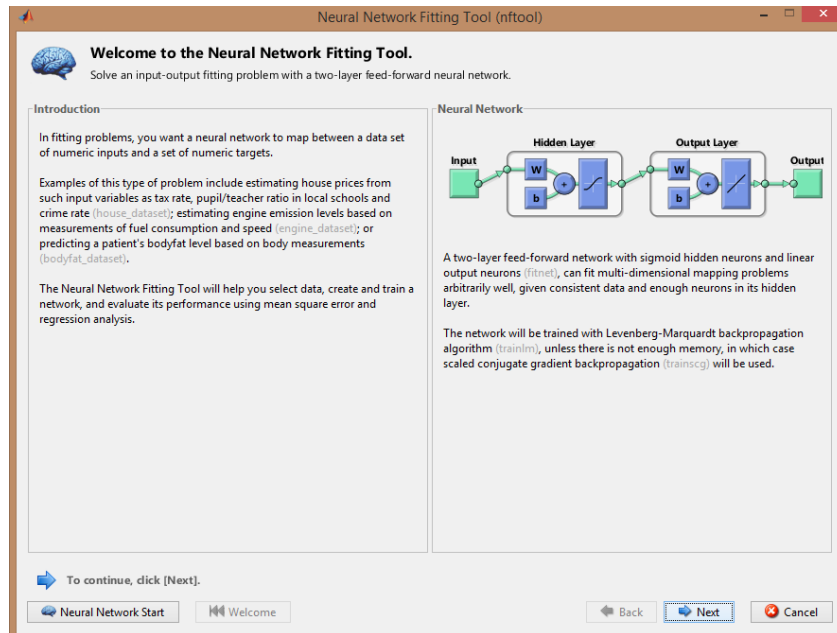 Neural Network Fitting Tool (nftool)
Welcome to the Neural Network Fitting Tool.
Solve an input-output fitting problem with a two-layer feed-forward neural network.
Introduction
In fitting problems, you want a neural network to map between a data set
of numeric inputs and a set of numeric targets.
Examples of this type of problem include estimating house prices from
such input variables as tax rate, pupil/teacher ratio in local schools and
crime rate (house_dataset); estimating engine emission levels based on
measurements of fuel consumption and speed (engine_dataset); or
predicting a patient's bodyfat level based on body measurements
(bodyfat_dataset).
The Neural Network Fitting Tool will help you select data, create and train a
network, and evaluate its performance using mean square error and
regression analysis.
Neural Network
Hidden Layer
Output Layer
Input
Output
W
b
+
W
b
+
A two-layer feed-forward network with sigmoid hidden neurons and linear
output neurons (fitnet), can fit multi-dimensional mapping problems
arbitrarily well, given consistent data and enough neurons in its hidden
layer.
The network will be trained with Levenberg-Marquardt backpropagation
algorithm (trainlm), unless there is not enough memory, in which case
scaled conjugate gradient backpropagation (trainscg) will be used.
To continue, click [Next].
Neural Network Start
Welcome
Back
Next
Cancel